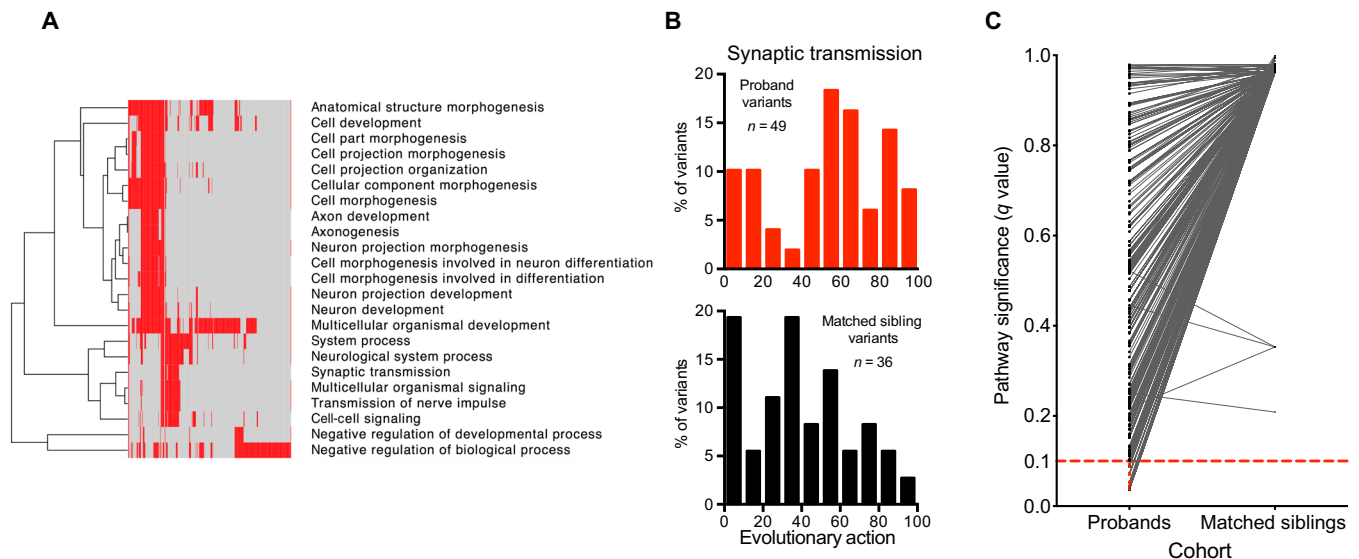 A
Anatomical structure morphogenesis
Cell development
Cell part morphogenesis
Cell projection morphogenesis
Cell projection organization
Cellular component morphogenesis
Cell morphogenesis
Axon development
Axonogenesis
Neuron projection morphogenesis
Cell morphogenesis involved in neuron differentiation
Cell morphogenesis involved in differentiation
Neuron projection development
Neuron development
Multicellular organismal development
System process
Neurological system process
Synaptic transmission
Multicellular organismal signaling
Transmission of nerve impulse
Cell-cell signaling
Negative regulation of developmental process
Negative regulation of biological process
B
Synaptic transmission
% of variants
20
15
10
5
0
Proband
variants
n = 49
0 20 40 60 80 100
% of variants
20
15
10
5
0
Matched sibling
variants
n = 36
0 20 40 60 80 100
Evolutionary action
C
Pathway significance (q value)
1.0
0.8
0.6
0.4
0.2
0.1
0.0
Probands Matched siblings
Cohort